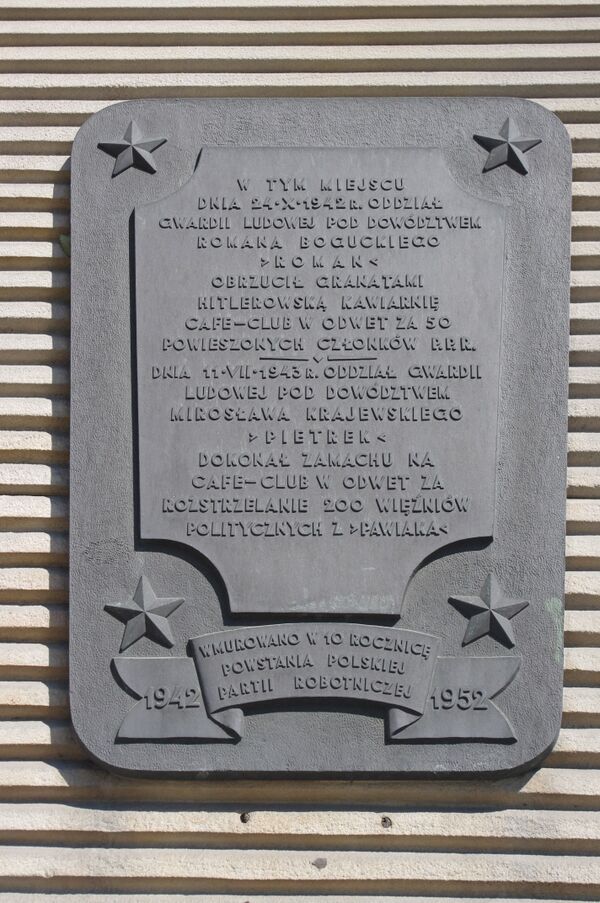 W TYM MIEJSCU
DNIA 24·X·1942 R. ODDZIAŁ
GWARDII LUDOWEJ POD DOWÓDZTWEM
ROMANA BOGUCKIEGO
>ROMAN<
OBRZUCIŁ GRANATAMI
HITLEROWSKĄ KAWIARNIĘ
CAFE–CLUB W ODWET ZA 50
POWIESZONYCH CZŁONKÓW P.P.R.
DNIA 11·VII·1943 R. ODDZIAŁ GWARDII
LUDOWEJ POD DOWÓDZTWEM
MIROSŁAWA KRAJEWSKIEGO
>PIETREK<
DOKONAŁ ZAMACHU NA
CAFE–CLUB W ODWET ZA
ROZSTRZELANIE 200 WIĘŹNIÓW
POLITYCZNYCH Z >PAWIAKA<
WMUROWANO W 10 ROCZNICĘ
POWSTANIA POLSKIEJ
PARTII ROBOTNICZEJ
1942 1952